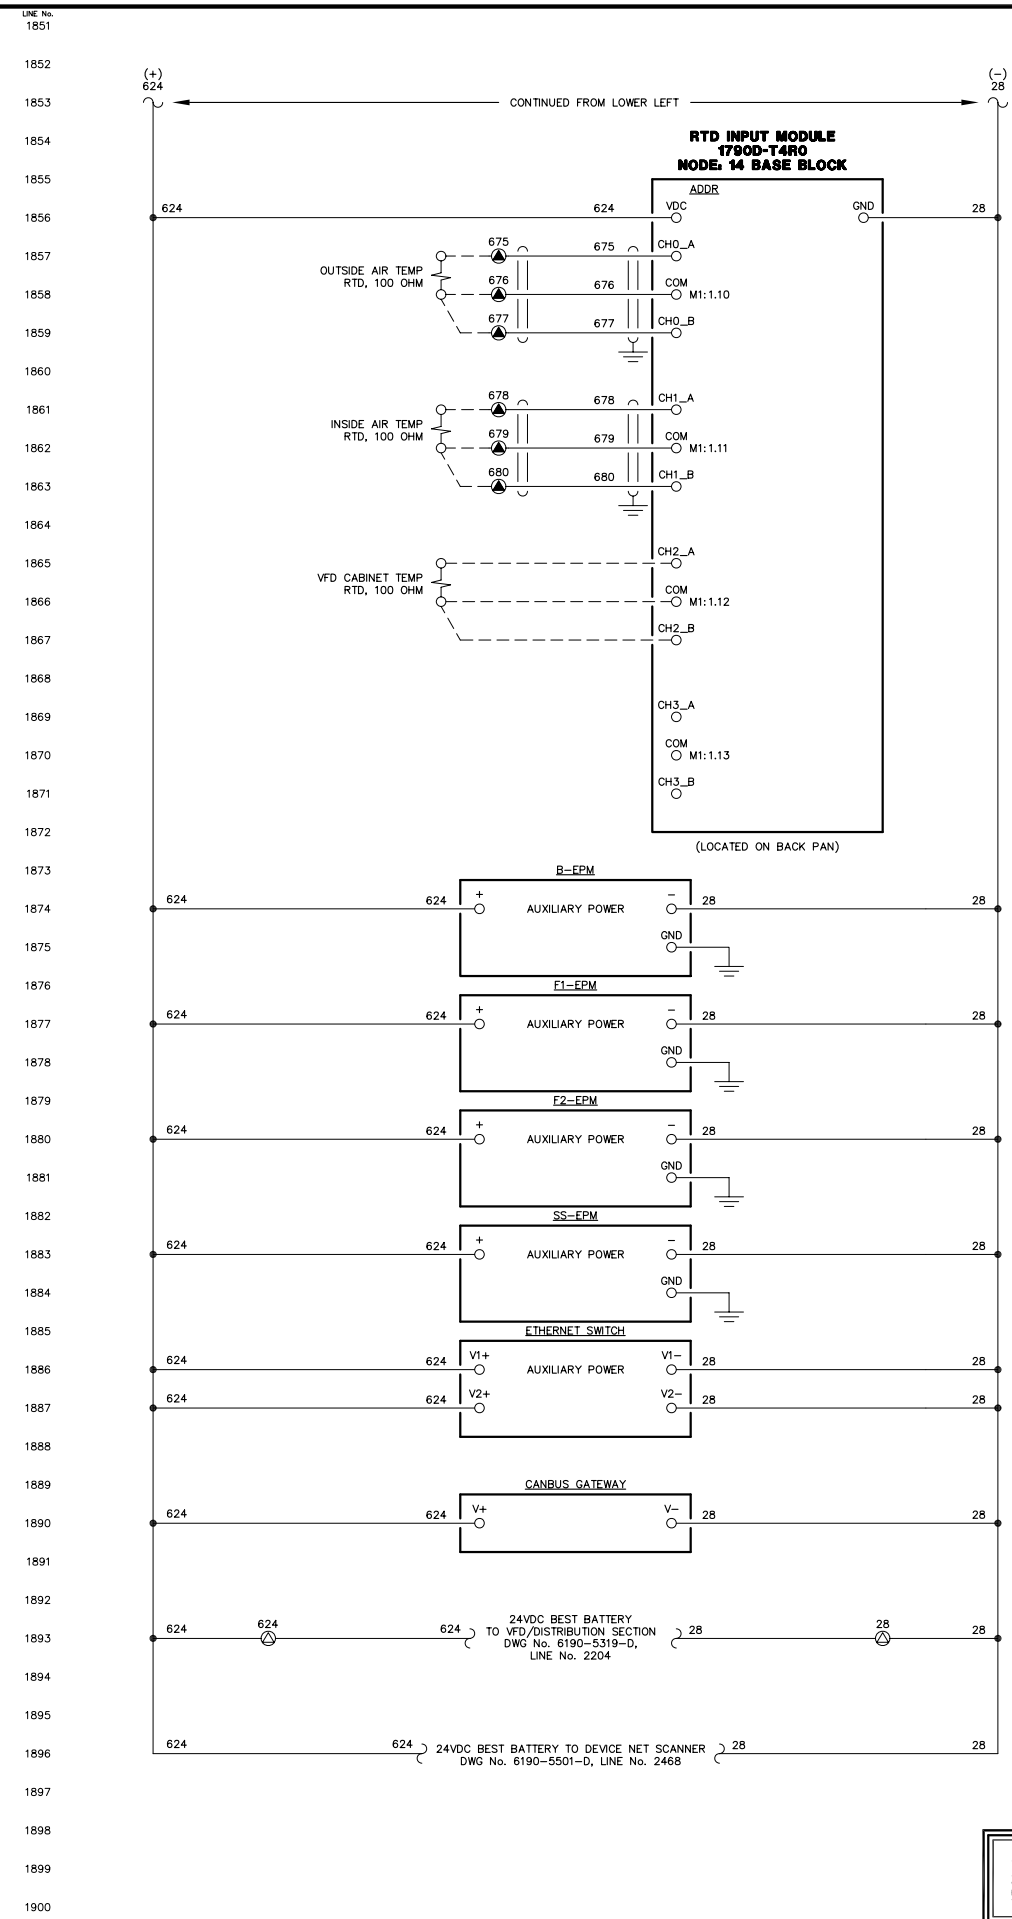 LINE No.
1851
1852
(+) (-)
624 28
1853 CONTINUED FROM LOWER LEFT
1854 RTD INPUT MODULE
1790D-T4R0
NODE: 14 BASE BLOCK
1855
ADDR
624 624 VDC GND 28
1856
675 675 CH0_A
1857
OUTSIDE AIR TEMP
RTD, 100 OHM
676 676 COM
1858 M1:1.10
677 677 CH0_B
1859
1860
678 678 CH1_A
1861
INSIDE AIR TEMP
RTD, 100 OHM
679 679 COM
1862 M1:1.11
680 680 CH1_B
1863
1864
CH2_A
1865
VFD CABINET TEMP
RTD, 100 OHM
COM
1866 M1:1.12
CH2_B
1867
1868
CH3_A
1869
COM
1870 M1:1.13
CH3_B
1871
1872
(LOCATED ON BACK PAN)
1873 B-EPM
624 624 + - 28 28
1874 AUXILIARY POWER
GND
1875
1876 F1-EPM
624 624 + - 28 28
1877 AUXILIARY POWER
GND
1878
1879 F2-EPM
624 624 + - 28 28
1880 AUXILIARY POWER
GND
1881
1882 SS-EPM
624 624 + - 28 28
1883 AUXILIARY POWER
GND
1884
1885 ETHERNET SWITCH
624 624 V1+ V1- 28 28
1886 AUXILIARY POWER
624 624 V2+ V2- 28 28
1887
1888
1889 CANBUS GATEWAY
624 624 V+ V- 28 28
1890
1891
1892
24VDC BEST BATTERY
624 624 624 TO VFD/DISTRIBUTION SECTION 28 28 28
1893 DWG No. 6190-5319-D,
LINE No. 2204
1894
1895
624 624 24VDC BEST BATTERY TO DEVICE NET SCANNER 28 28
1896 DWG No. 6190-5501-D, LINE No. 2468
1897
1898
1899
1900